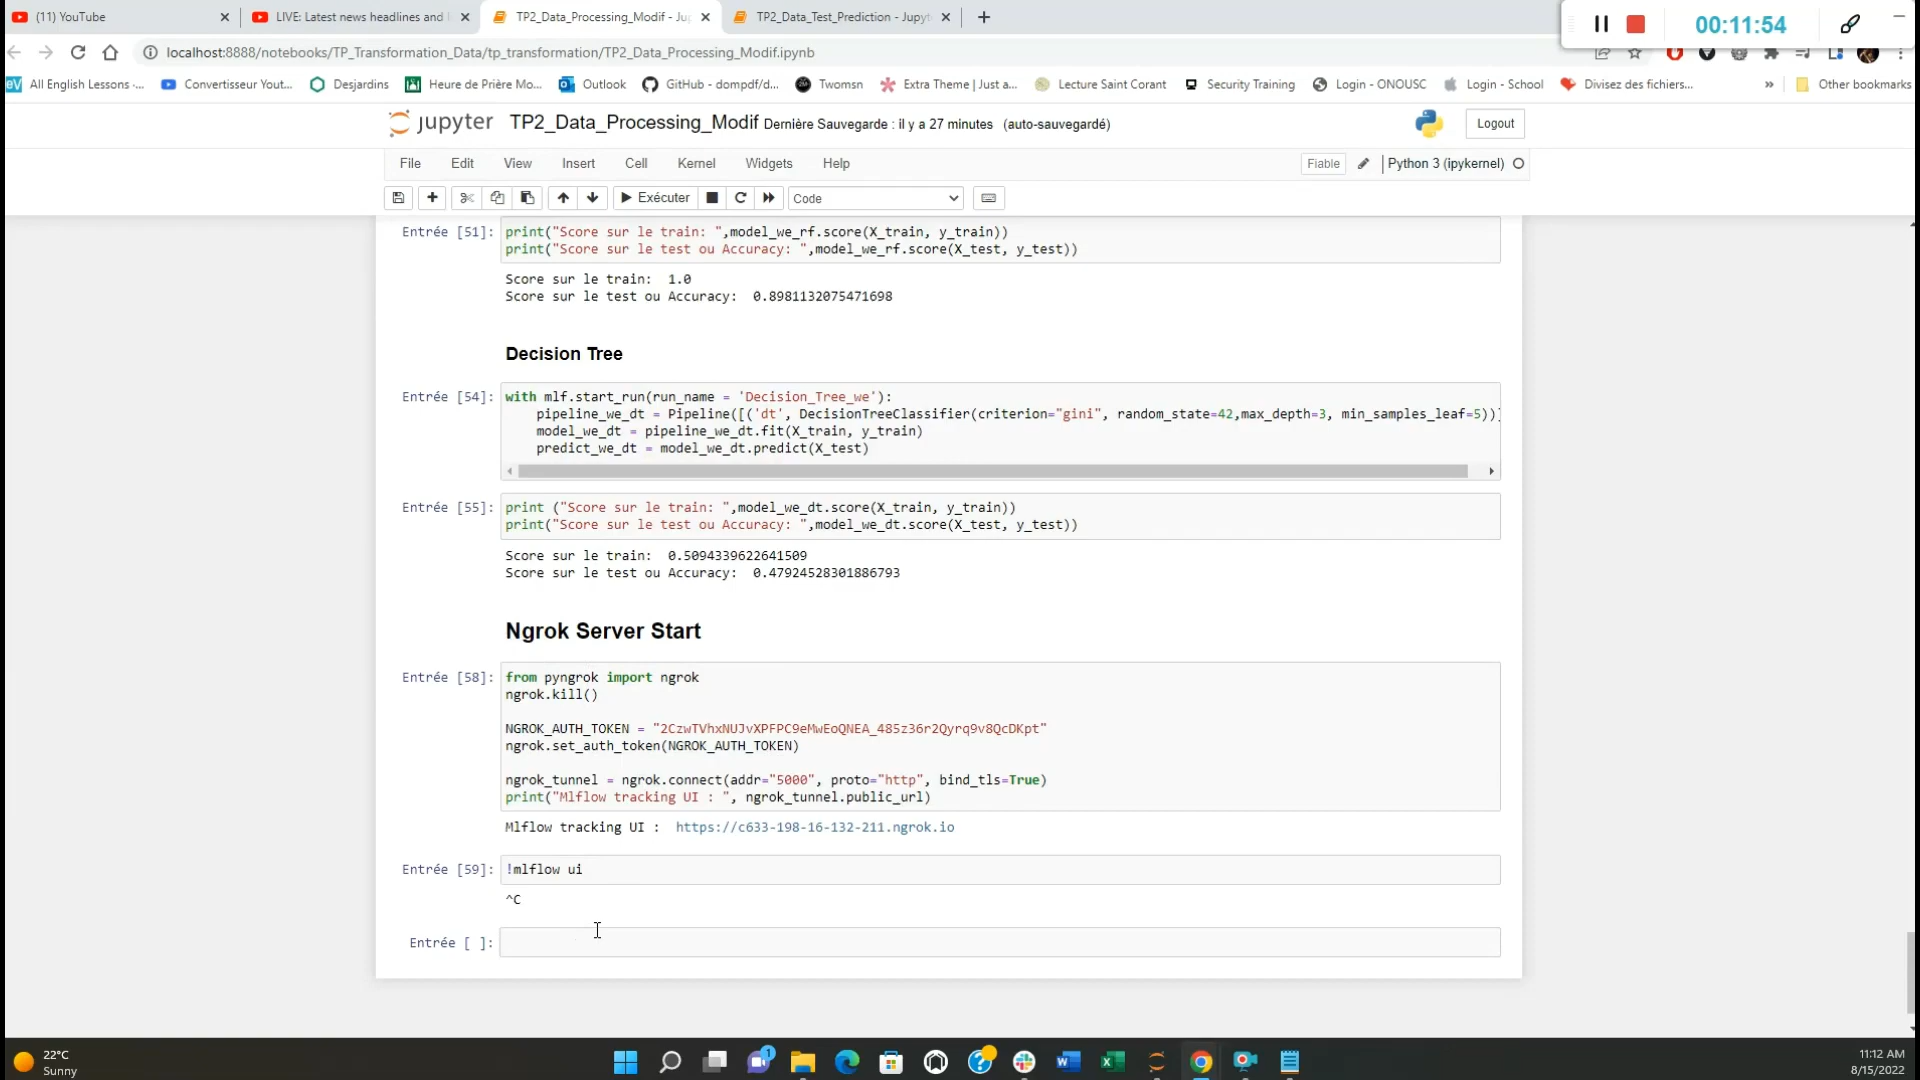 (11) YouTube
LIVE: Latest news headlines and
TP2_Data_Processing_Modif - Ju
TP2_Data_Test_Prediction - Jupyt
00:11:54
localhost:8888/notebooks/TP_Transformation_Data/tp_transformation/TP2_Data_Processing_Modif.ipynb
All English Lessons -...
Convertisseur Yout...
Desjardins
Heure de Prière Mo...
Outlook
GitHub - dompdf/d...
Twomsn
Extra Theme | Just a...
Lecture Saint Corant
Security Training
Login - ONOUSC
Login - School
Divisez des fichiers...
»
Other bookmarks
jupyter TP2_Data_Processing_Modif Dernière Sauvegarde : il y a 27 minutes (auto-sauvegardé)
Logout
File Edit View Insert Cell Kernel Widgets Help
Fiable
Python 3 (ipykernel)
Exécuter
Code
Entrée [51]: print("Score sur le train: ",model_we_rf.score(X_train, y_train))
print("Score sur le test ou Accuracy: ",model_we_rf.score(X_test, y_test))
Score sur le train:  1.0
Score sur le test ou Accuracy:  0.8981132075471698
Decision Tree
Entrée [54]: with mlf.start_run(run_name = 'Decision_Tree_we'):
pipeline_we_dt = Pipeline([('dt', DecisionTreeClassifier(criterion="gini", random_state=42,max_depth=3, min_samples_leaf=5))]
model_we_dt = pipeline_we_dt.fit(X_train, y_train)
predict_we_dt = model_we_dt.predict(X_test)
Entrée [55]: print ("Score sur le train: ",model_we_dt.score(X_train, y_train))
print("Score sur le test ou Accuracy: ",model_we_dt.score(X_test, y_test))
Score sur le train:  0.5094339622641509
Score sur le test ou Accuracy:  0.47924528301886793
Ngrok Server Start
Entrée [58]: from pyngrok import ngrok
ngrok.kill()
NGROK_AUTH_TOKEN = "2CzwTVhxNUJvXPFPC9eMwEoQNEA_485z36r2Qyrq9v8QcDKpt"
ngrok.set_auth_token(NGROK_AUTH_TOKEN)
ngrok_tunnel = ngrok.connect(addr="5000", proto="http", bind_tls=True)
print("Mlflow tracking UI : ", ngrok_tunnel.public_url)
Mlflow tracking UI :  https://c633-198-16-132-211.ngrok.io
Entrée [59]: !mlflow ui
^C
Entrée [ ]:
22°C
Sunny
1
11:12 AM
8/15/2022